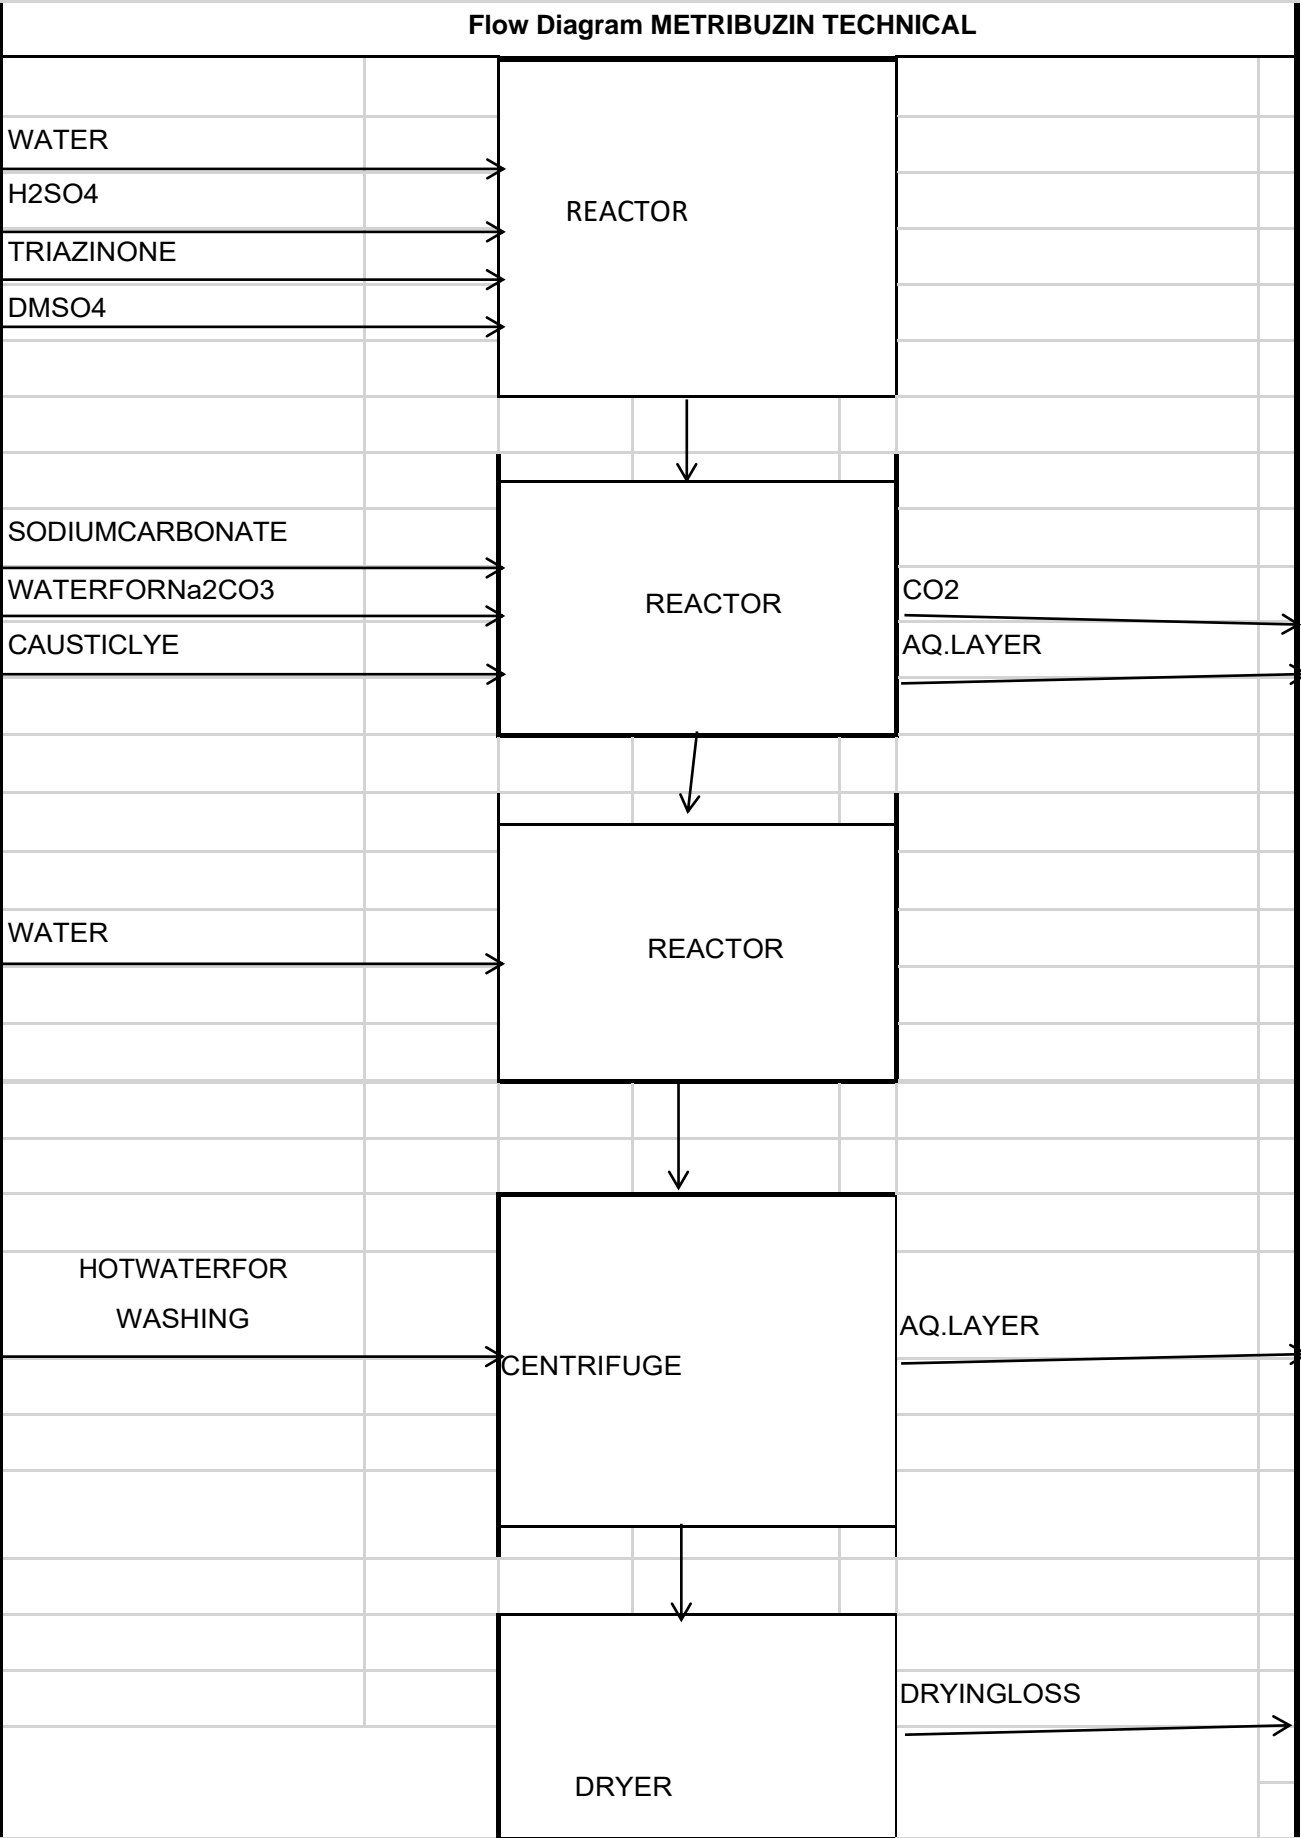 Flow Diagram METRIBUZIN TECHNICAL
WATER
H2SO4
REACTOR
TRIAZINONE
DMSO4
SODIUMCARBONATE
WATERFORNa2CO3
REACTOR
CO2
CAUSTICLYE
AQ.LAYER
WATER
REACTOR
HOTWATERFOR
WASHING
AQ.LAYER
CENTRIFUGE
DRYINGLOSS
DRYER